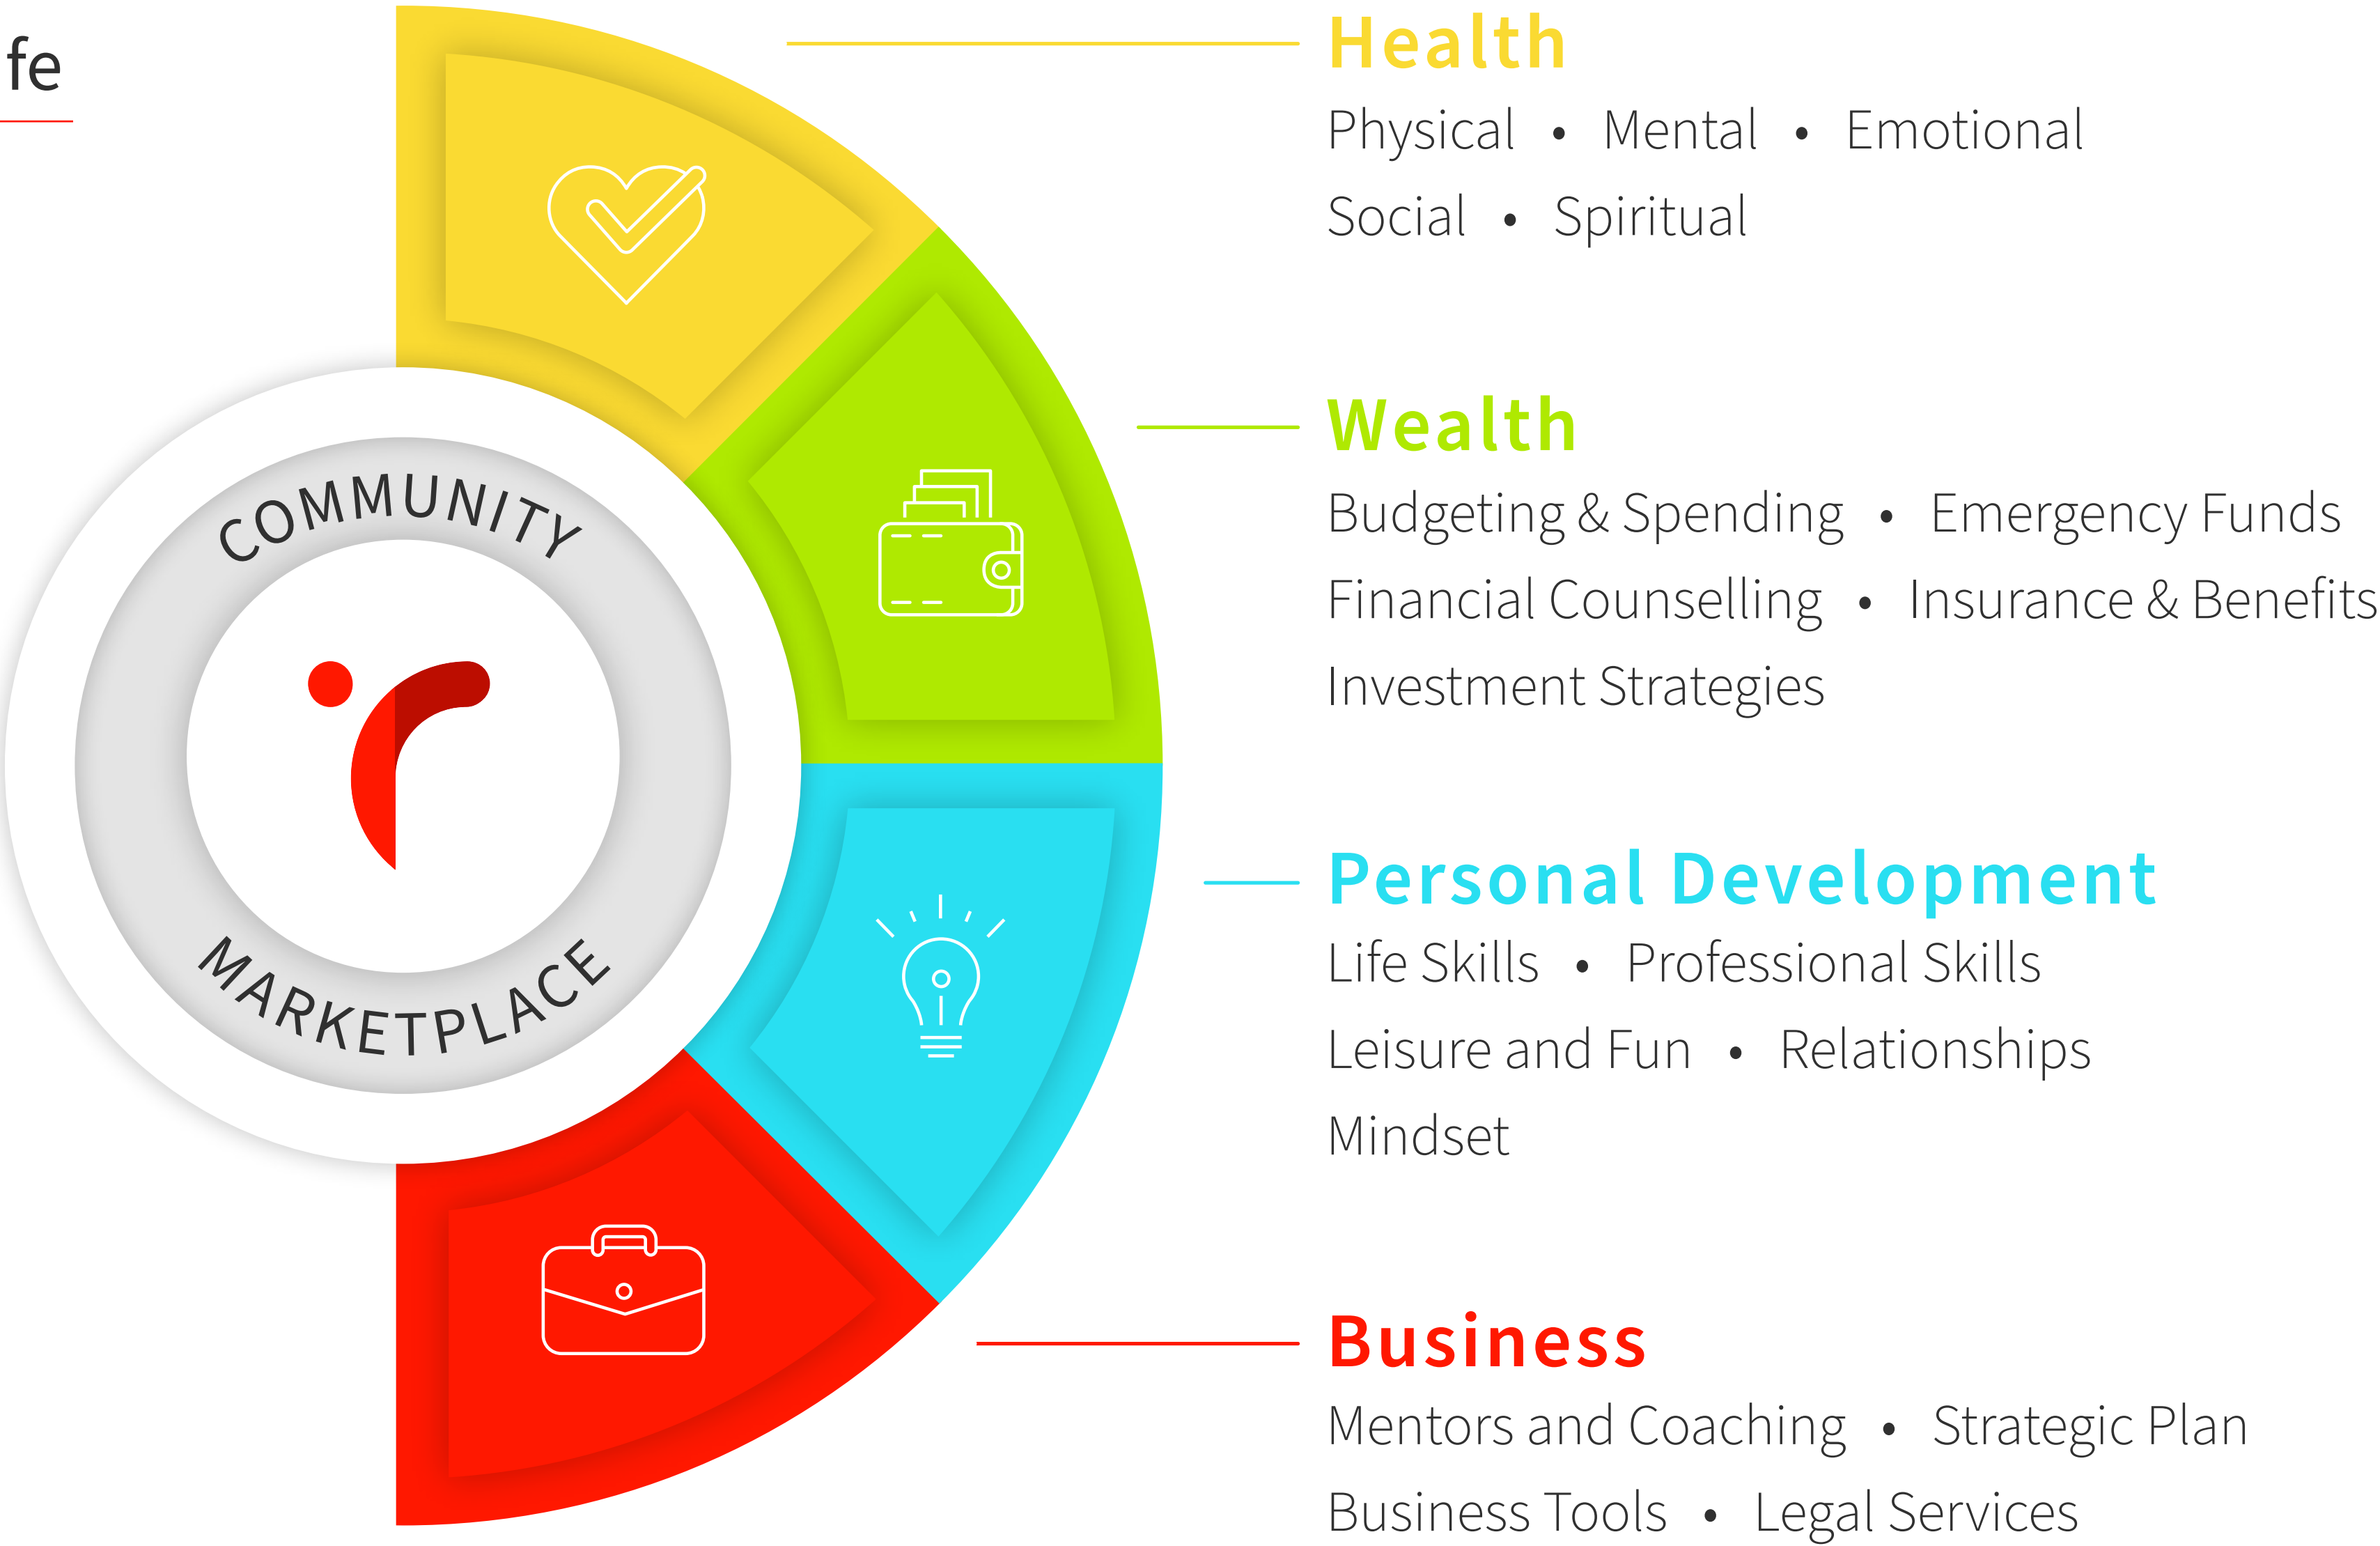 fe
COMMUNITY
MARKETPLACE
Health
Physical • Mental • Emotional
Social • Spiritual
Wealth
Budgeting & Spending • Emergency Funds
Financial Counselling • Insurance & Benefits
Investment Strategies
Personal Development
Life Skills • Professional Skills
Leisure and Fun • Relationships
Mindset
Business
Mentors and Coaching • Strategic Plan
Business Tools • Legal Services